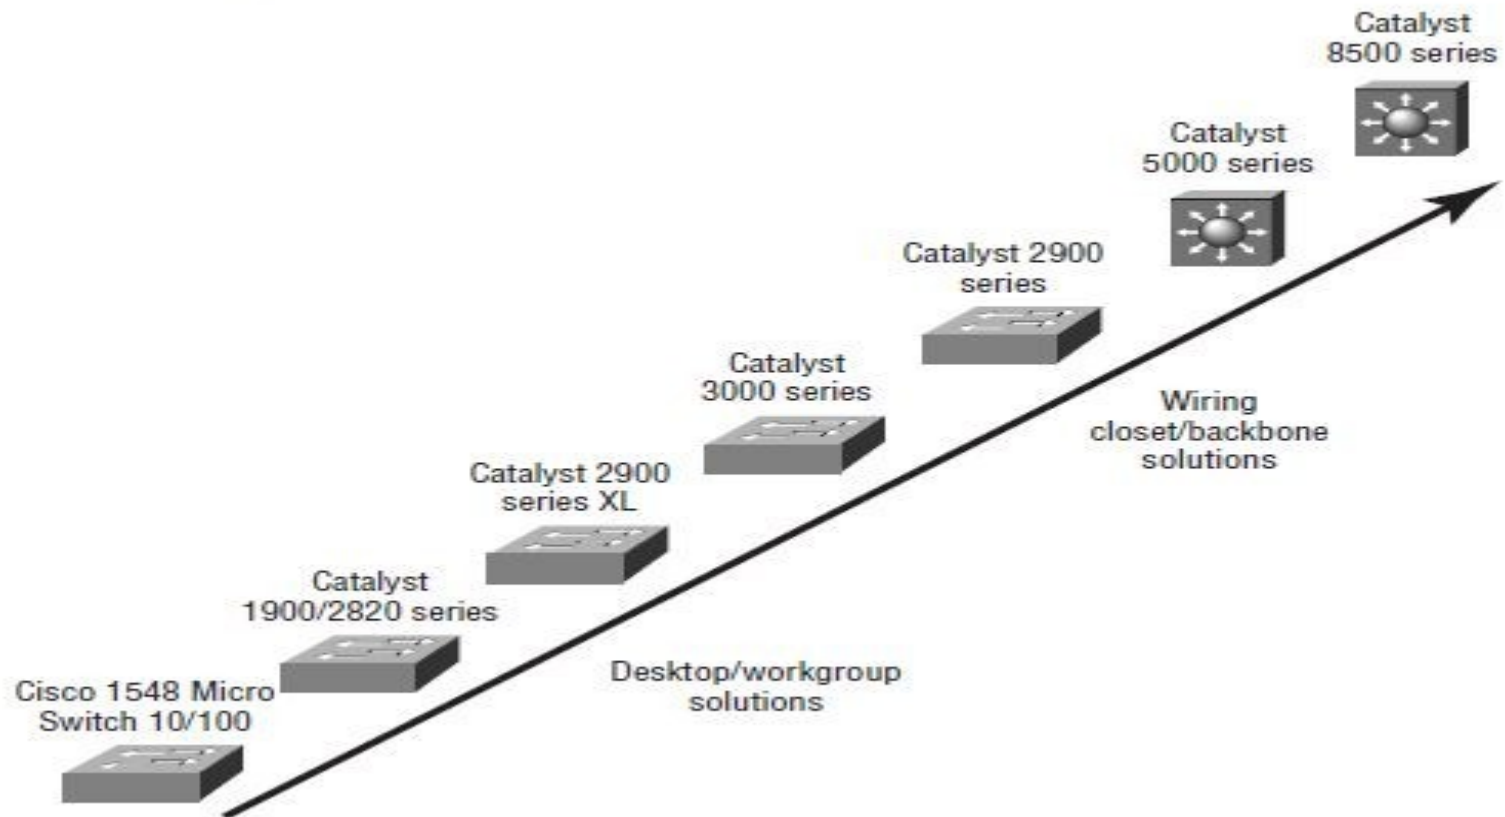 Catalyst
8500 series
Catalyst
5000 series
Catalyst 2900
series
Catalyst
3000 series
Wiring
closet/backbone
solutions
Catalyst 2900
series XL
Catalyst
1900/2820 series
Desktop/workgroup
solutions
Cisco 1548 Micro
Switch 10/100